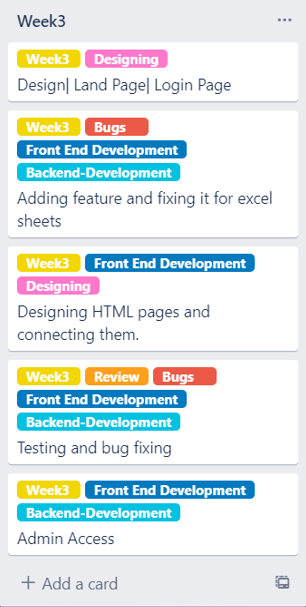 Week3
Week3 Designing
Design| Land Page| Login Page
Week3 Bugs
Front End Development
Backend-Development
Adding feature and fixing it for excel
sheets
Week3 Front End Development
Designing
Designing HTML pages and
connecting them.
Week3 Review Bugs
Front End Development
Backend-Development
Testing and bug fixing
Week3 Front End Development
Backend-Development
Admin Access
+ Add a card